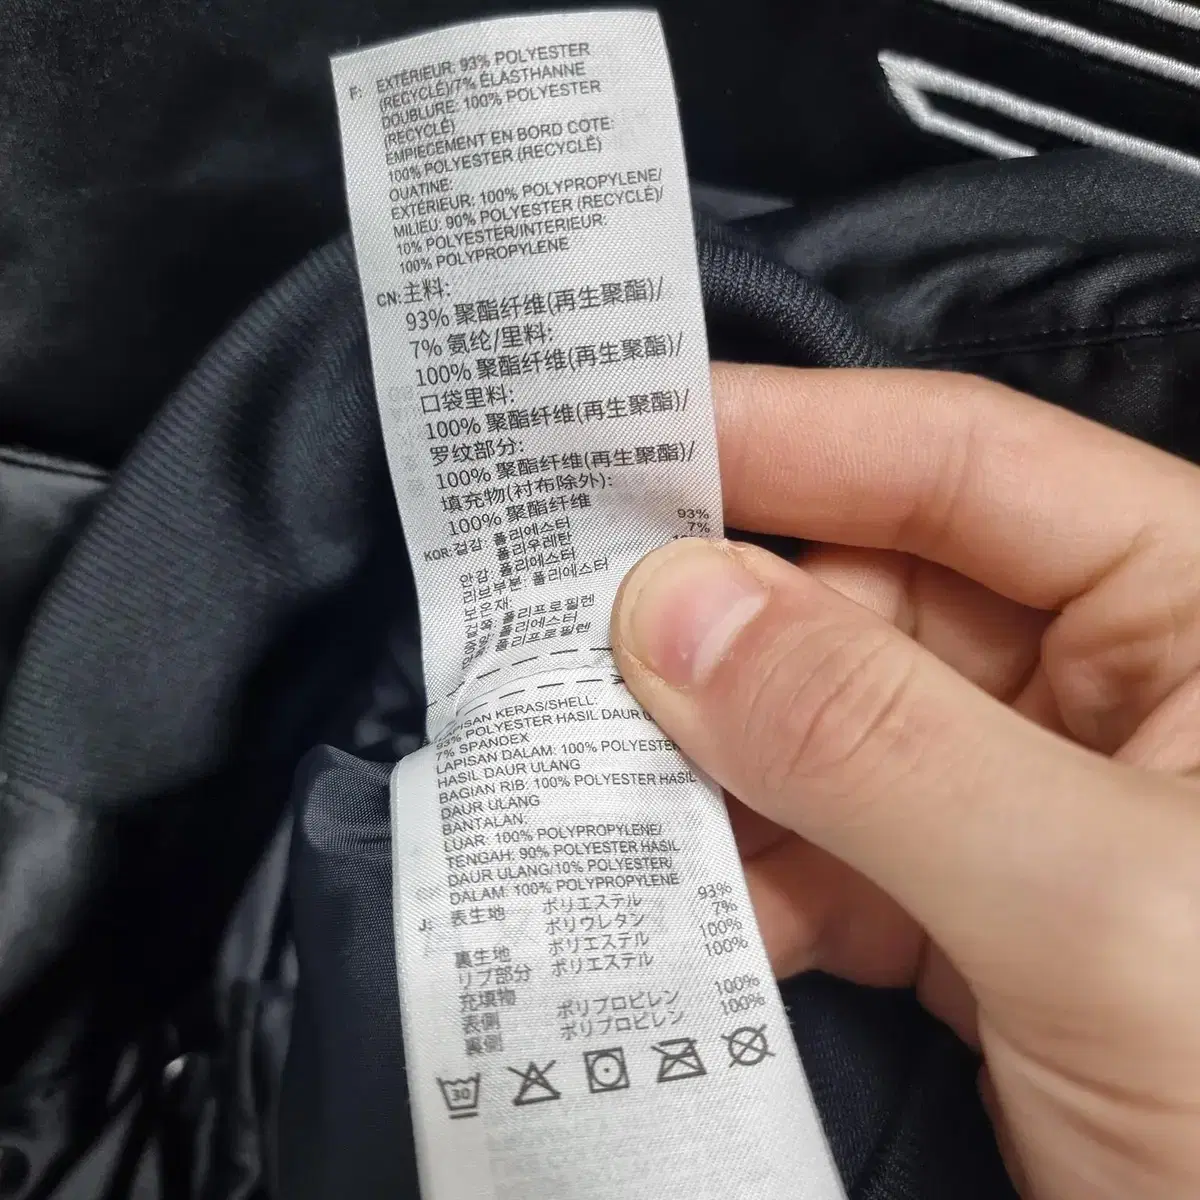 F: EXTÉRIEUR: 93% POLYESTER
(RECYCLÉ)/7% ÉLASTHANNE
DOUBLURE: 100% POLYESTER
(RECYCLÉ)
EMPIECEMENT EN BORD COTE:
100% POLYESTER (RECYCLÉ)
OUATINE:
EXTÉRIEUR: 100% POLYPROPYLENE/
MILIEU: 90% POLYESTER (RECYCLÉ)/
10% POLYESTER/INTERIEUR:
100% POLYPROPYLENE
CN: 主料:
93% 聚酯纤维(再生聚酯)/
7% 氨纶/里料:
100% 聚酯纤维(再生聚酯)/
口袋里料:
100% 聚酯纤维(再生聚酯)/
罗纹部分:
100% 聚酯纤维(再生聚酯)/
填充物(衬布除外):
100% 聚酯纤维
KOR: 겉감: 폴리에스터 93%
폴리우레탄 7%
안감: 폴리에스터
리브부분: 폴리에스터
보온재:
폴리프로필렌
폴리에스터
폴리프로필렌
KERAS/SHELL:
93% POLYESTER HASIL DAUR
7% SPANDEX
LAPISAN DALAM: 100% POLYESTER
HASIL DAUR ULANG
BAGIAN RIB: 100% POLYESTER HASIL
DAUR ULANG
BANTALAN:
LUAR: 100% POLYPROPYLENE/
TENGAH: 90% POLYESTER HASIL
DAUR ULANG/10% POLYESTER/
DALAM: 100% POLYPROPYLENE
J: 表生地 ポリエステル 93%
ポリウレタン 7%
裏生地 ポリエステル 100%
リブ部分 ポリエステル 100%
充填物
表側 ポリプロピレン 100%
裏側 ポリプロピレン 100%
30